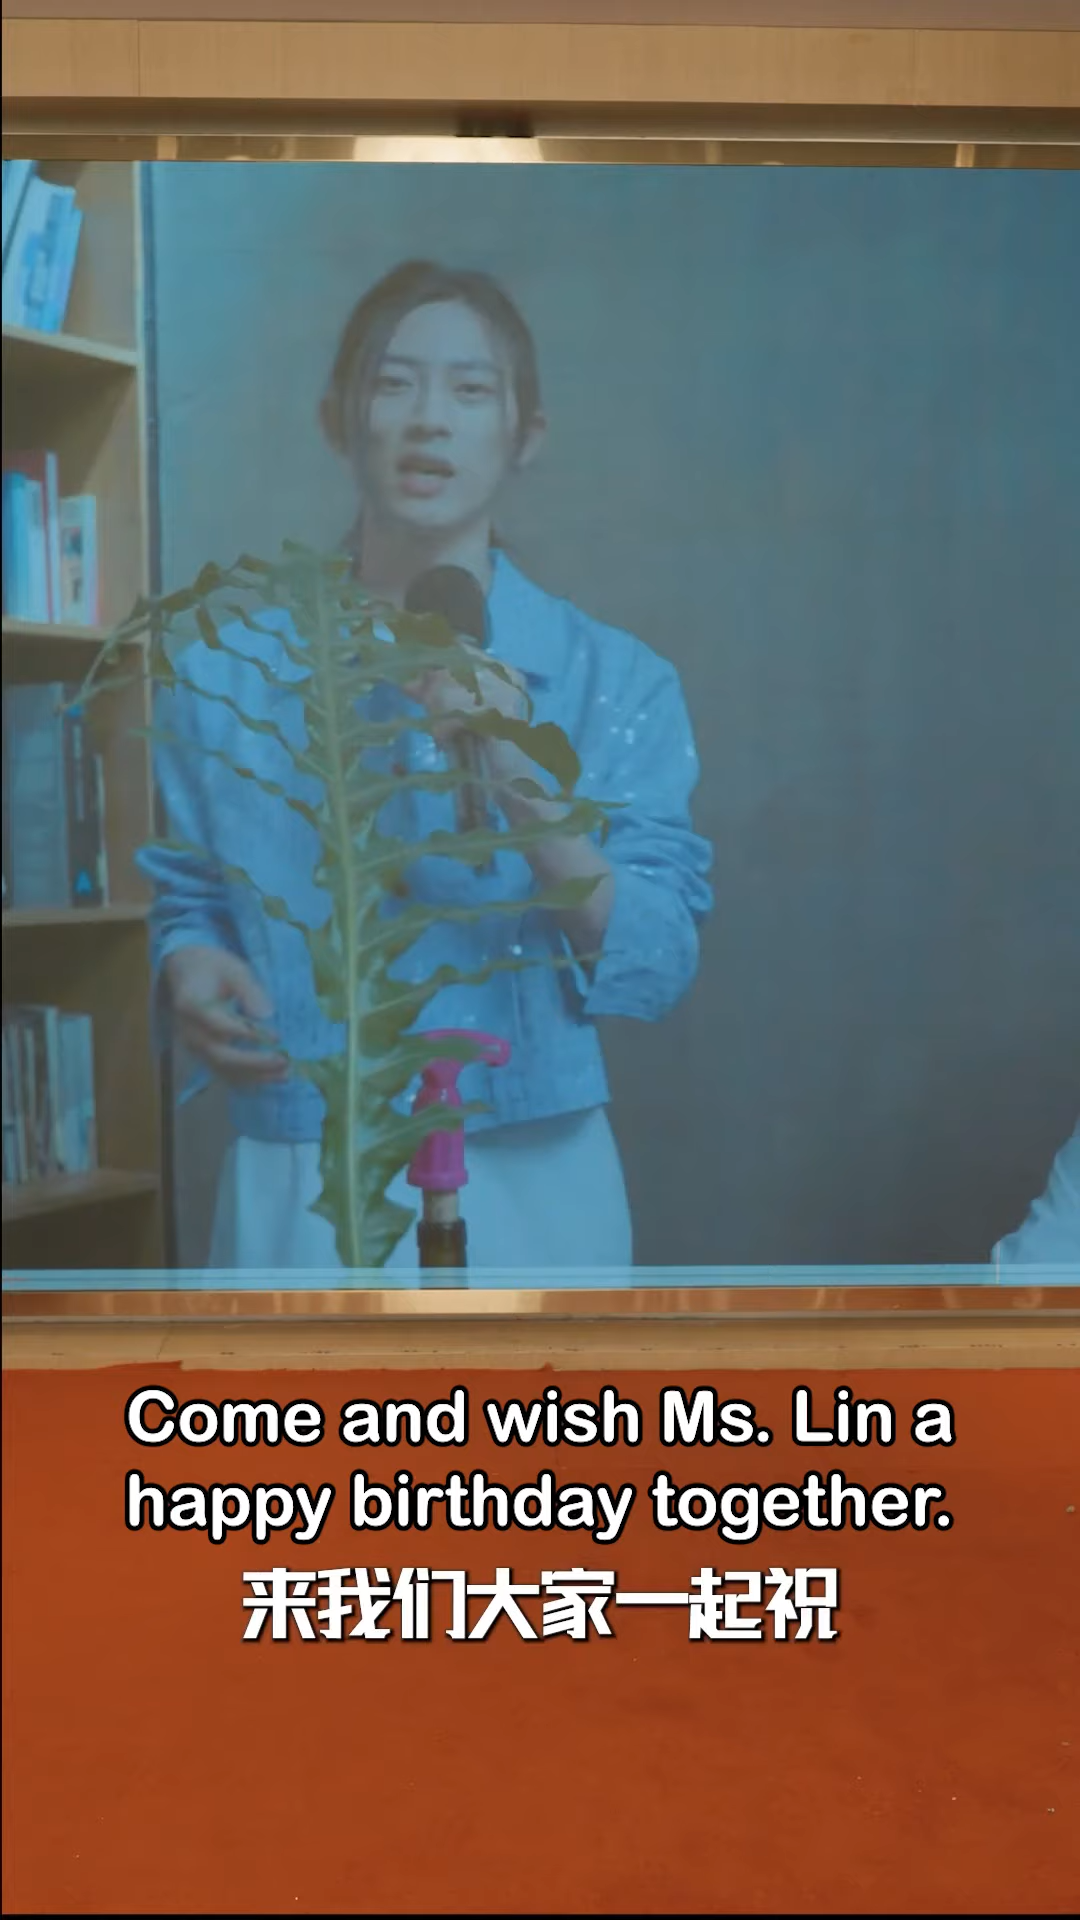 Come and wish Ms. Lin a
happy birthday together.
来我们大家一起祝